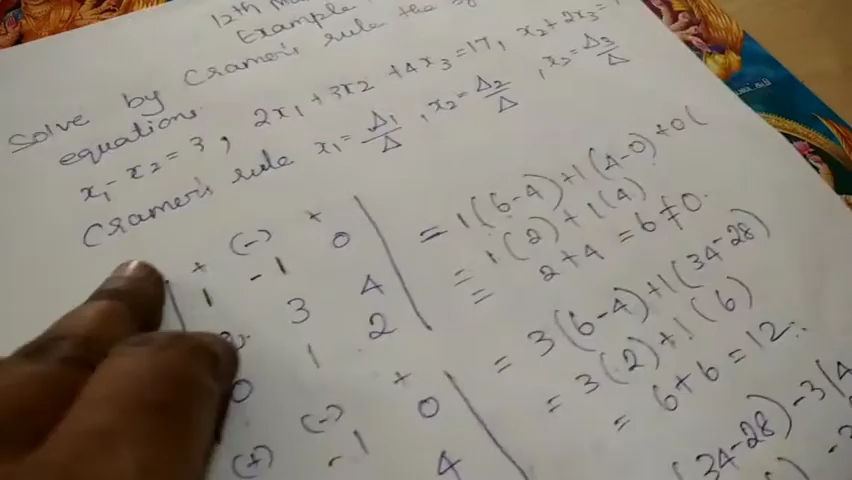 12th
Example
Solve by Cramer's rule the
equations.
x₁ - x₂ = 3, 2x₁ + 3x₂ + 4x₃ = 17, x₂ + 2x₃ =
Cramer's rule x₁ = Δ₁/Δ, x₂ = Δ₂/Δ, x₃ = Δ₃/Δ
+ (-) +
1 -1 0
3 4
0 1 2
= 1(6-4)+1(4-0)+0(
= 1(2)+1(4)
= 2+4 = 6≠0.
(+) (-) +
-1 0
4
= 3(6-4)+1(34-28)
= 3(2)+1(6)
= 6+6 = 12
(34-28)-3(4